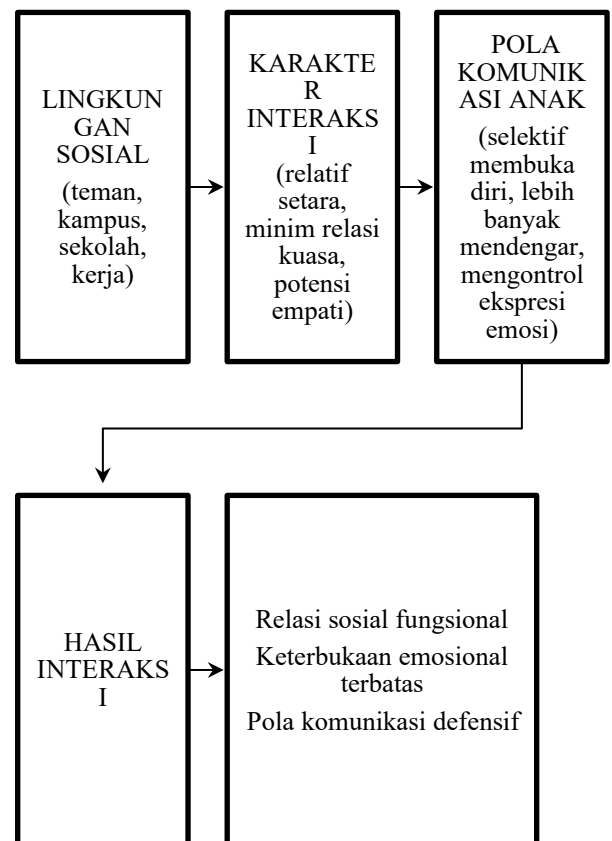 LINGKUN
GAN
SOSIAL
(teman,
kampus,
sekolah,
kerja)
KARAKTE
R
INTERAKS
I
(relatif
setara,
minim relasi
kuasa,
potensi
empati)
POLA
KOMUNIK
ASI ANAK
(selektif
membuka
diri, lebih
banyak
mendengar,
mengontrol
ekspresi
emosi)
HASIL
INTERAKS
I
Relasi sosial fungsional
Keterbukaan emosional
terbatas
Pola komunikasi defensif